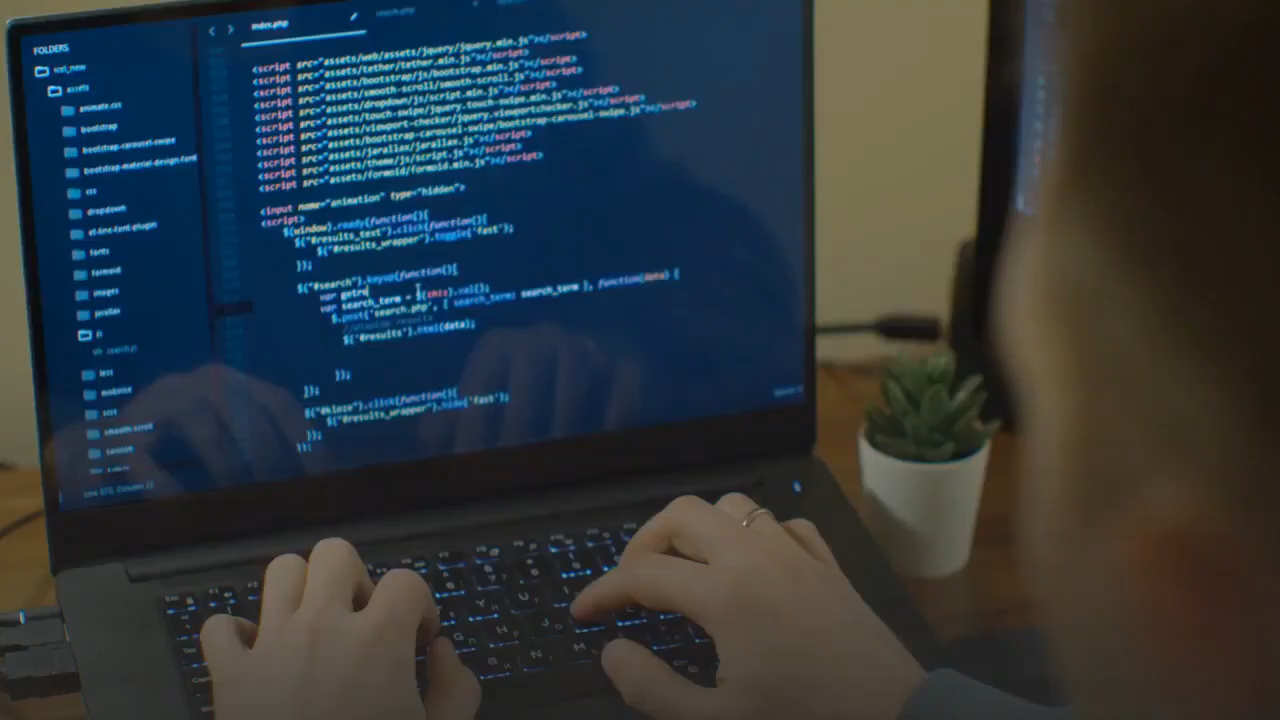 FOLDERS
assets
animate.css
bootstrap
bootstrap-carousel-swipe
bootstrap-material-design-font
css
dropdown
et-line-font-plugin
fonts
formoid
images
jarallax
js
less
mobirise
scss
smooth-scroll
index.php
search.php
<script src="assets/web/assets/jquery/jquery.min.js"></script>
<script src="assets/tether/tether.min.js"></script>
<script src="assets/bootstrap/js/bootstrap.min.js"></script>
<script src="assets/smooth-scroll/smooth-scroll.js"></script>
<script src="assets/dropdown/js/script.min.js"></script>
<script src="assets/touch-swipe/jquery.touch-swipe.min.js"></script>
<script src="assets/viewport-checker/jquery.viewportchecker.js"></script>
<script src="assets/bootstrap-carousel-swipe/bootstrap-carousel-swipe.js"></script>
<script src="assets/jarallax/jarallax.js"></script>
<script src="assets/theme/js/script.js"></script>
<script src="assets/formoid/formoid.min.js"></script>
<input name="animation" type="hidden">
<script>
$(window).ready(function(){
$("#results_text").click(function(){
$("#results_wrapper").toggle('fast');
});
$("#search").keyup(function(){
var getre
var search_term = $(this).val();
$.post('search.php', { search_term: search_term }, function(data) {
$('#results').html(data);
});
});
$("#kloze").click(function(){
$("#results_wrapper").hide('fast');
});
});